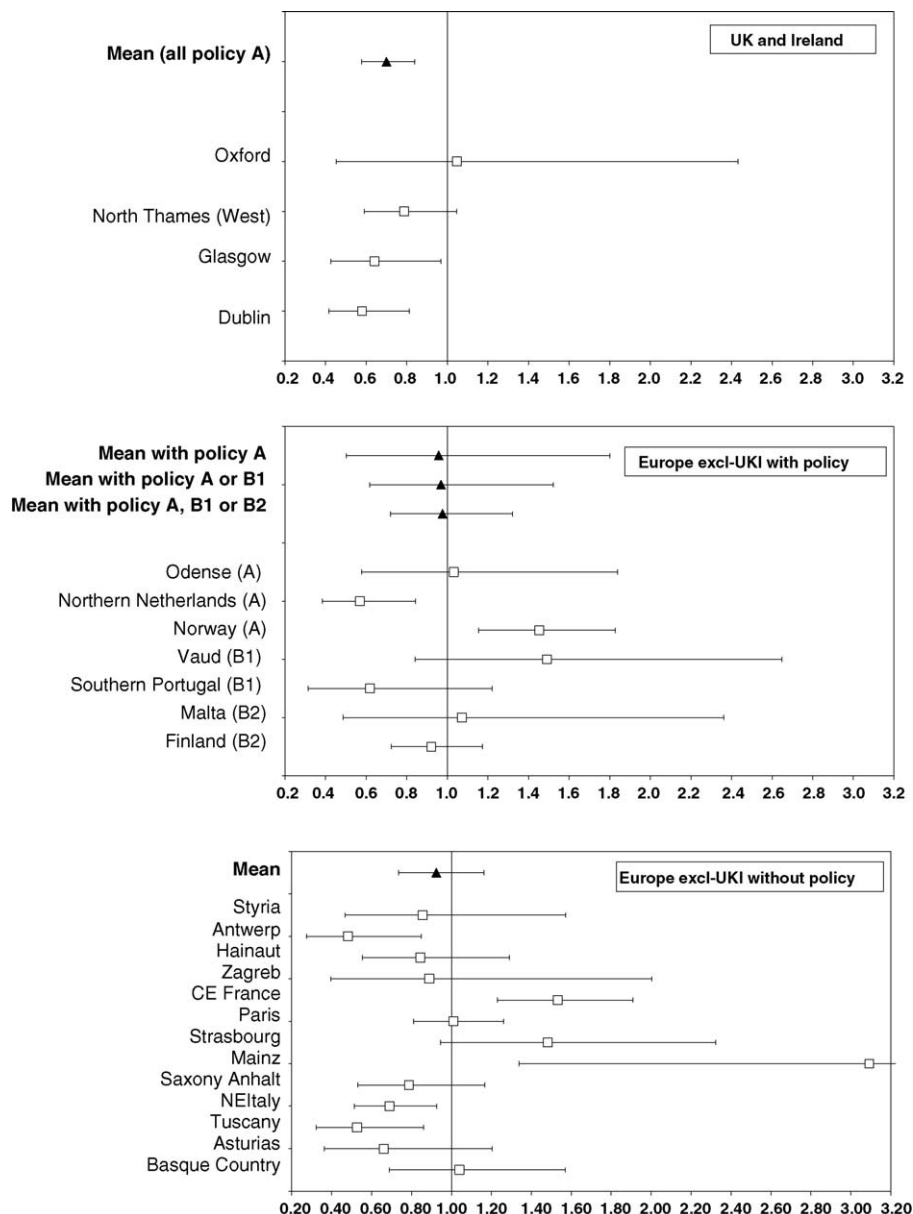 UK and Ireland
Mean (all policy A)
Oxford
North Thames (West)
Glasgow
Dublin
0.2 0.4 0.6 0.8 1.0 1.2 1.4 1.6 1.8 2.0 2.2 2.4 2.6 2.8 3.0 3.2
Europe excl-UKI with policy
Mean with policy A
Mean with policy A or B1
Mean with policy A, B1 or B2
Odense (A)
Northern Netherlands (A)
Norway (A)
Vaud (B1)
Southern Portugal (B1)
Malta (B2)
Finland (B2)
0.2 0.4 0.6 0.8 1.0 1.2 1.4 1.6 1.8 2.0 2.2 2.4 2.6 2.8 3.0 3.2
Europe excl-UKI without policy
Mean
Styria
Antwerp
Hainaut
Zagreb
CE France
Paris
Strasbourg
Mainz
Saxony Anhalt
NEItaly
Tuscany
Asturias
Basque Country
0.20 0.40 0.60 0.80 1.00 1.20 1.40 1.60 1.80 2.00 2.20 2.40 2.60 2.80 3.00 3.20